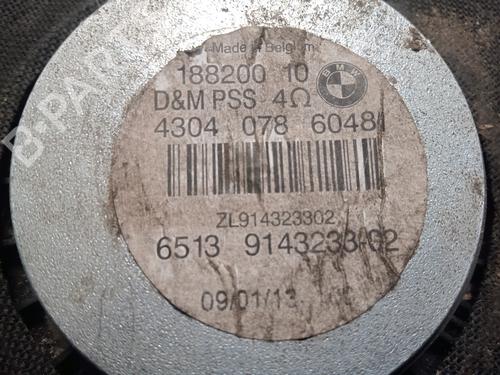 Made in Belgium
188200 10
BMW
D&M PSS 4Ω
4304 078 6048
ZL914323302
6513 9143233-02
09/01/13
B-PARTS